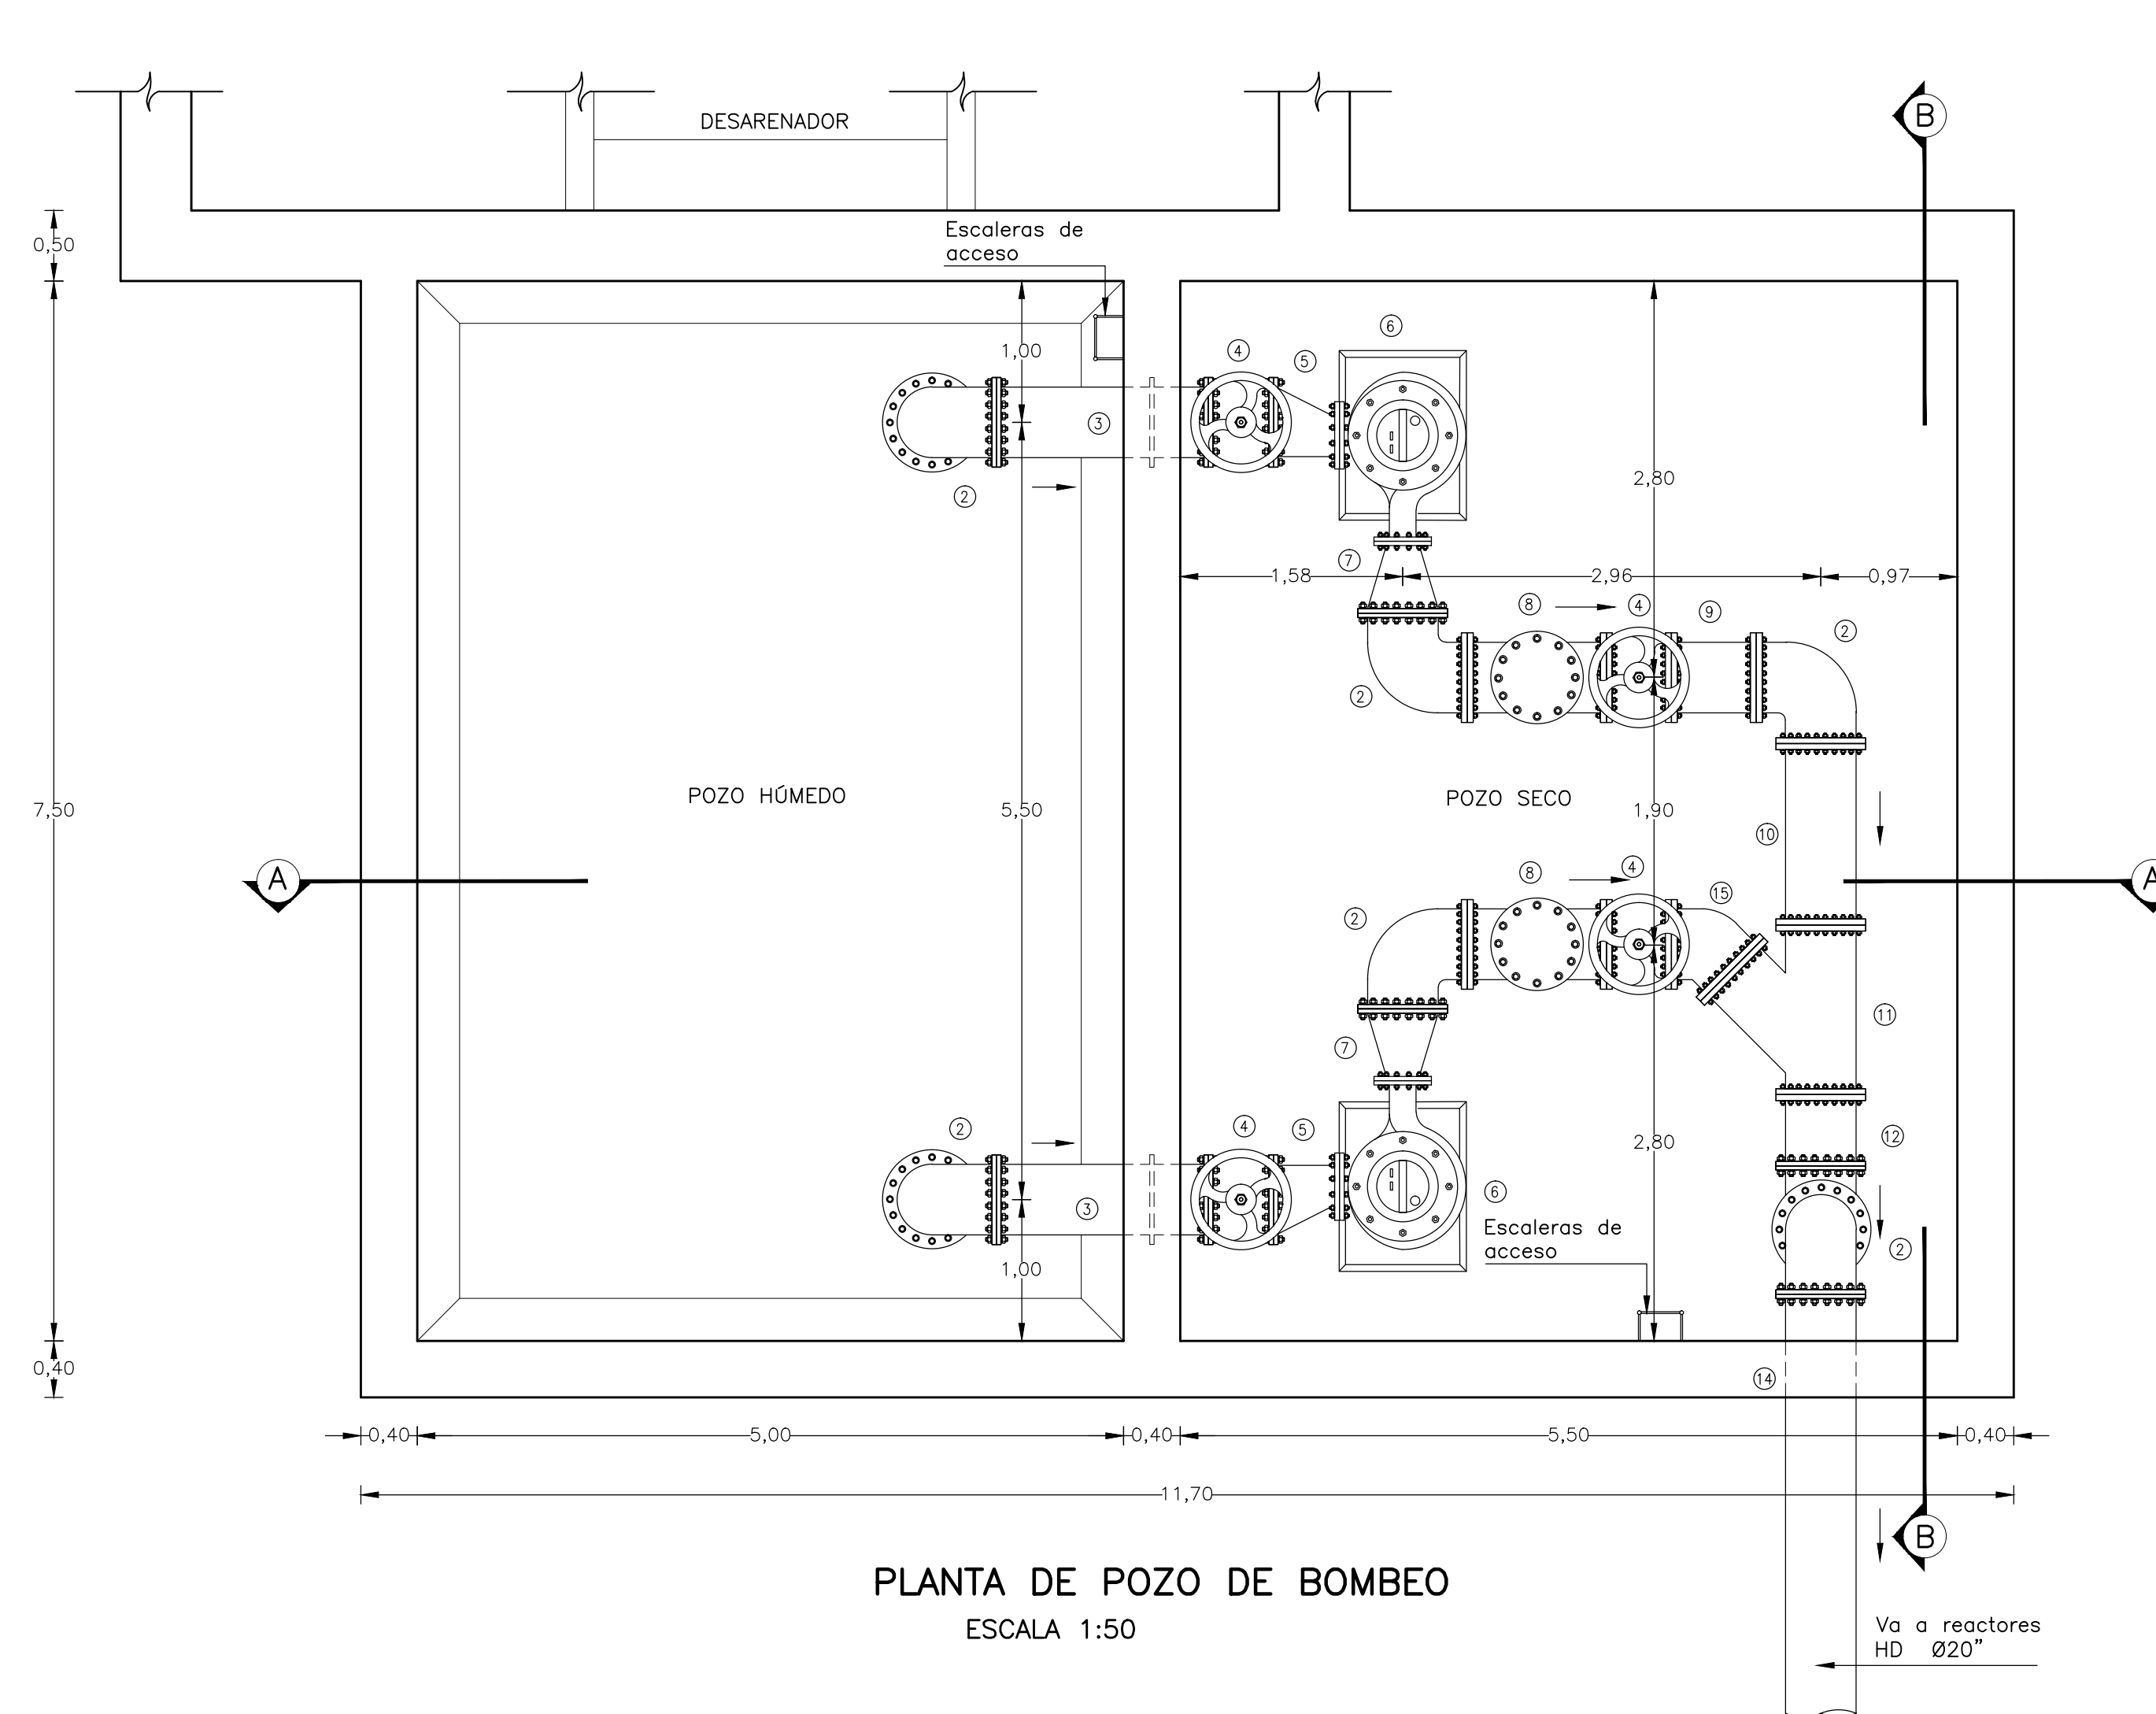 B
DESARENADOR
Escaleras de
acceso
0,50
6
4
5
1,00
3
2
2,80
7
1,58
2,96
0,97
8
4
9
2
2
POZO HÚMEDO
POZO SECO
7,50
5,50
1,90
10
A
A
8
4
15
2
11
7
2
4
5
2,80
12
3
6
Escaleras de
acceso
2
1,00
0,40
14
0,40
5,00
0,40
5,50
0,40
11,70
B
PLANTA DE POZO DE BOMBEO
ESCALA 1:50
Va a reactores
HD Ø20"